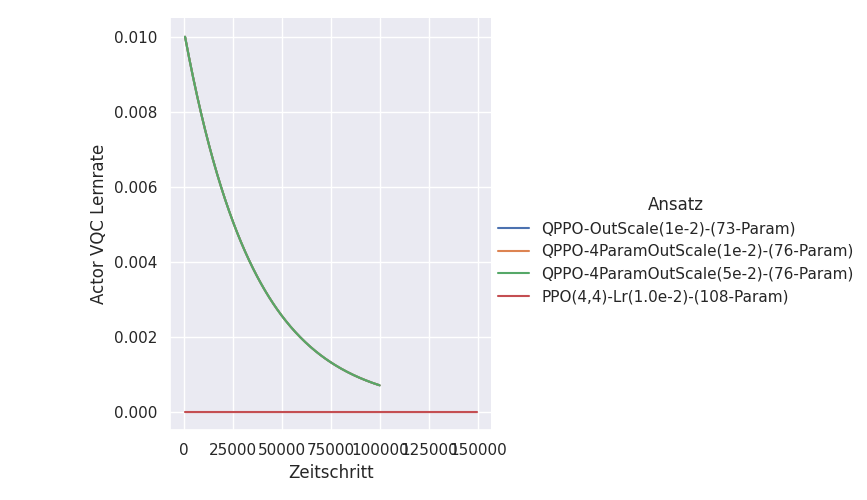 0.010
0.008
0.006
0.004
0.002
0.000
Actor VQC Lernrate
0 25000 50000 75000 100000 125000 150000
Zeitschritt
Ansatz
QPPO-OutScale(1e-2)-(73-Param)
QPPO-4ParamOutScale(1e-2)-(76-Param)
QPPO-4ParamOutScale(5e-2)-(76-Param)
PPO(4,4)-Lr(1.0e-2)-(108-Param)